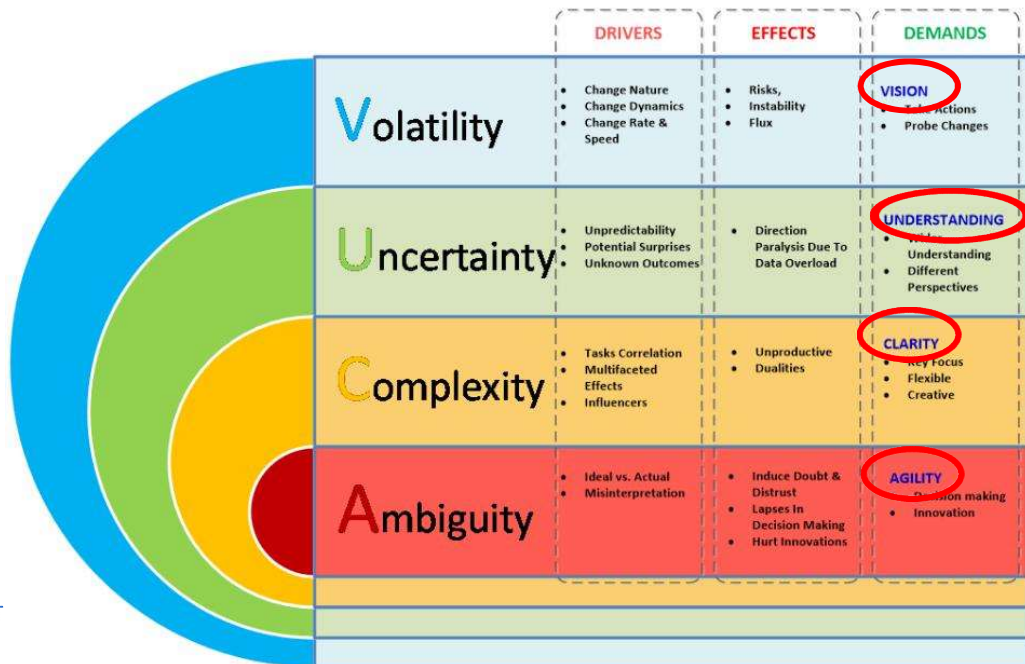 DRIVERS
EFFECTS
DEMANDS
Volatility
• Change Nature
• Change Dynamics
• Change Rate &
Speed
• Risks,
• Instability
• Flux
VISION
• Take Actions
• Probe Changes
Uncertainty
• Unpredictability
• Potential Surprises
• Unknown Outcomes
• Direction
Paralysis Due To
Data Overload
UNDERSTANDING
• Wider
Understanding
• Different
Perspectives
Complexity
• Tasks Correlation
• Multifaceted
Effects
• Influencers
• Unproductive
• Dualities
CLARITY
• Key Focus
• Flexible
• Creative
Ambiguity
• Ideal vs. Actual
• Misinterpretation
• Induce Doubt &
Distrust
• Lapses In
Decision Making
• Hurt Innovations
AGILITY
• Decision making
• Innovation